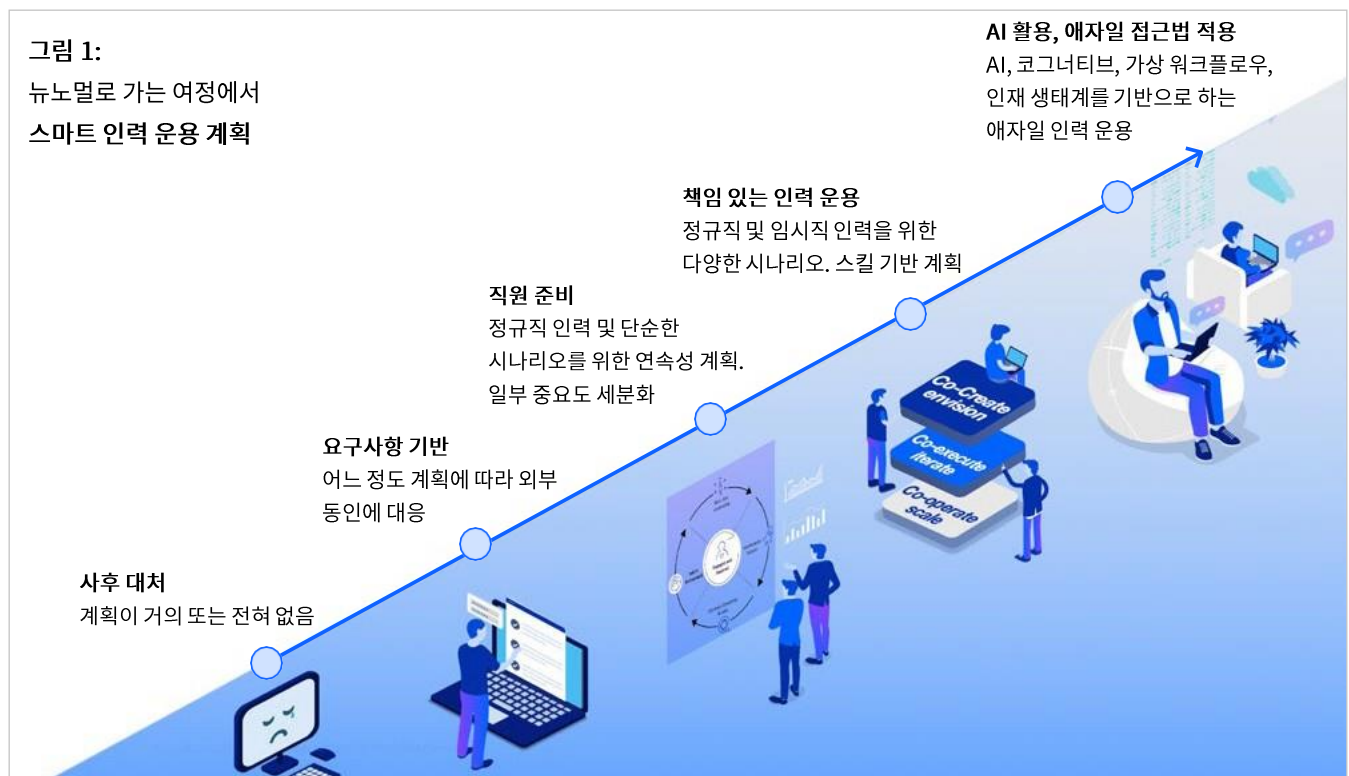 그림 1:
뉴노멀로 가는 여정에서
스마트 인력 운용 계획
AI 활용, 애자일 접근법 적용
AI, 코그너티브, 가상 워크플로우,
인재 생태계를 기반으로 하는
애자일 인력 운용
책임 있는 인력 운용
정규직 및 임시직 인력을 위한
다양한 시나리오. 스킬 기반 계획
직원 준비
정규직 인력 및 단순한
시나리오를 위한 연속성 계획.
일부 중요도 세분화
요구사항 기반
어느 정도 계획에 따라 외부
동인에 대응
사후 대처
계획이 거의 또는 전혀 없음
Co-Create
envision
Co-execute
iterate
Co-operate
scale